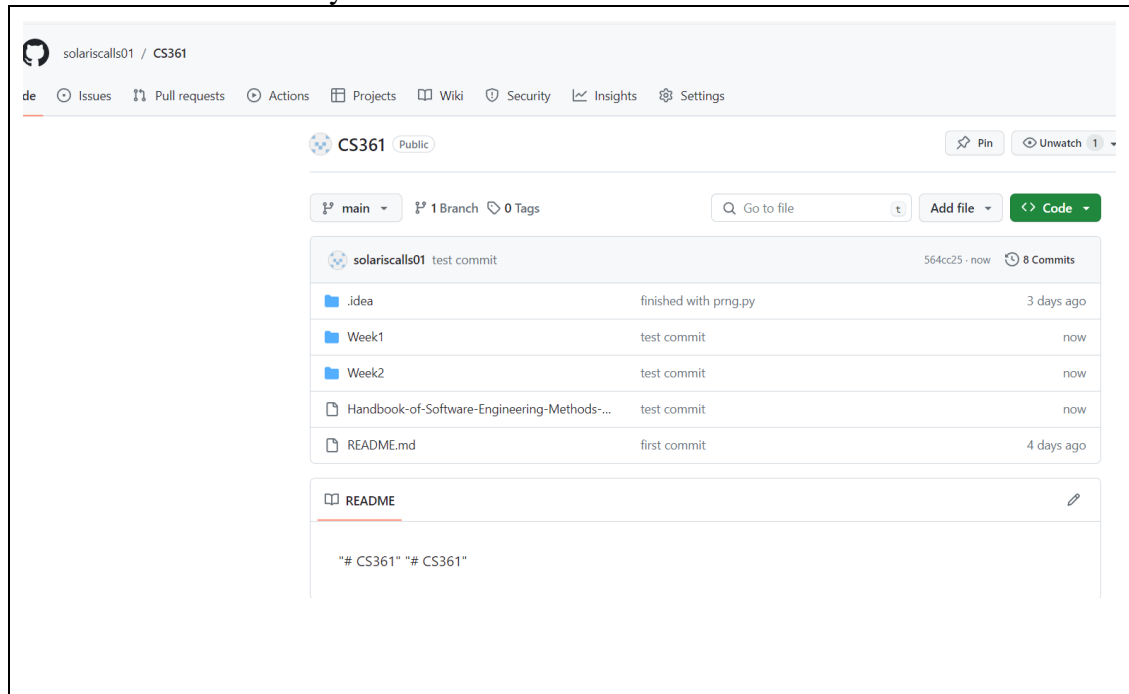 solariscalls01 / CS361
de Issues Pull requests Actions Projects Wiki Security Insights Settings
CS361 Public Pin Unwatch 1
main 1 Branch 0 Tags Go to file t Add file Code
solariscalls01 test commit 564cc25 · now 8 Commits
.idea finished with prng.py 3 days ago
Week1 test commit now
Week2 test commit now
Handbook-of-Software-Engineering-Methods-... test commit now
README.md first commit 4 days ago
README
"# CS361" "# CS361"